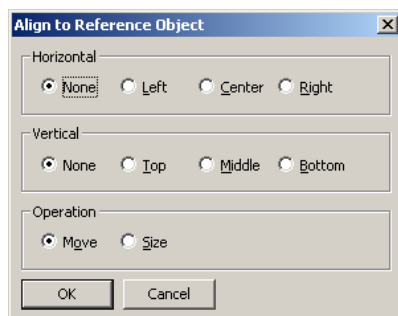 Align to Reference Object
Horizontal
None Left Center Right
Vertical
None Top Middle Bottom
Operation
Move Size
OK Cancel